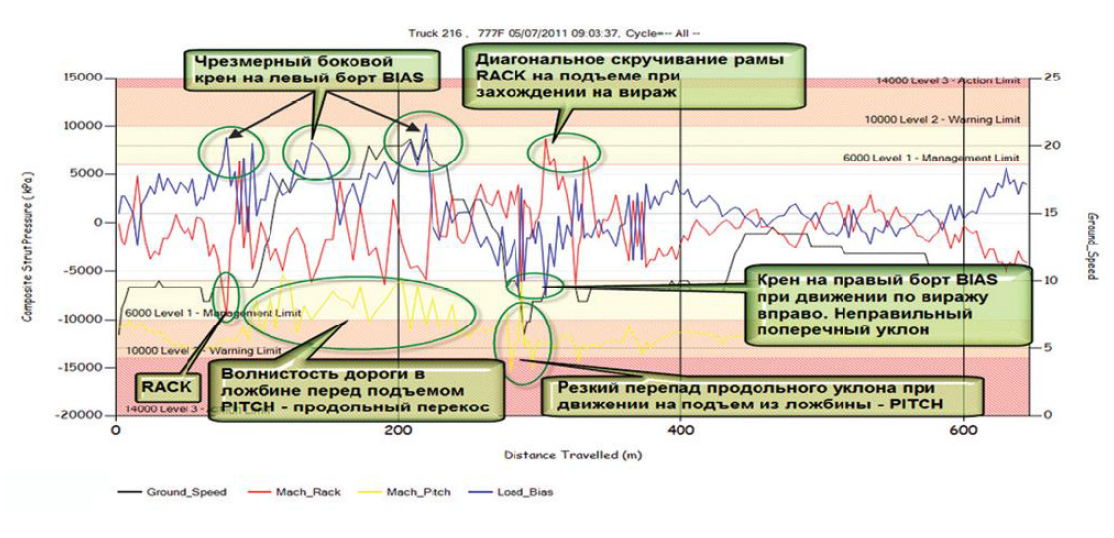 Truck 216 , 777F 05/07/2011 09:03:37, Cycle=-- All --
Чрезмерный боковой
крен на левый борт BIAS
Диагональное скручивание рамы
RACK на подъеме при
захождении на вираж
15000
10000
5000
0
-5000
-10000
-15000
-20000
Composite Strut Pressure (kPa)
14000 Level 3 - Action Limit
10000 Level 2 - Warning Limit
6000 Level 1 - Management Limit
25
20
15
10
5
0
Ground_Speed
6000 Level 1 - Management Limit
10000 Level 2 - Warning Limit
14000 Level 3 -
Крен на правый борт BIAS
при движении по виражу
вправо. Неправильный
поперечный уклон
RACK
Волнистость дороги в
ложбине перед подъемом
PITCH - продольный перекос
Резкий перепад продольного уклона при
движении на подъем из ложбины - PITCH
0
200
400
600
Distance Travelled (m)
Ground_Speed
Mach_Rack
Mach_Pitch
Load_Bias